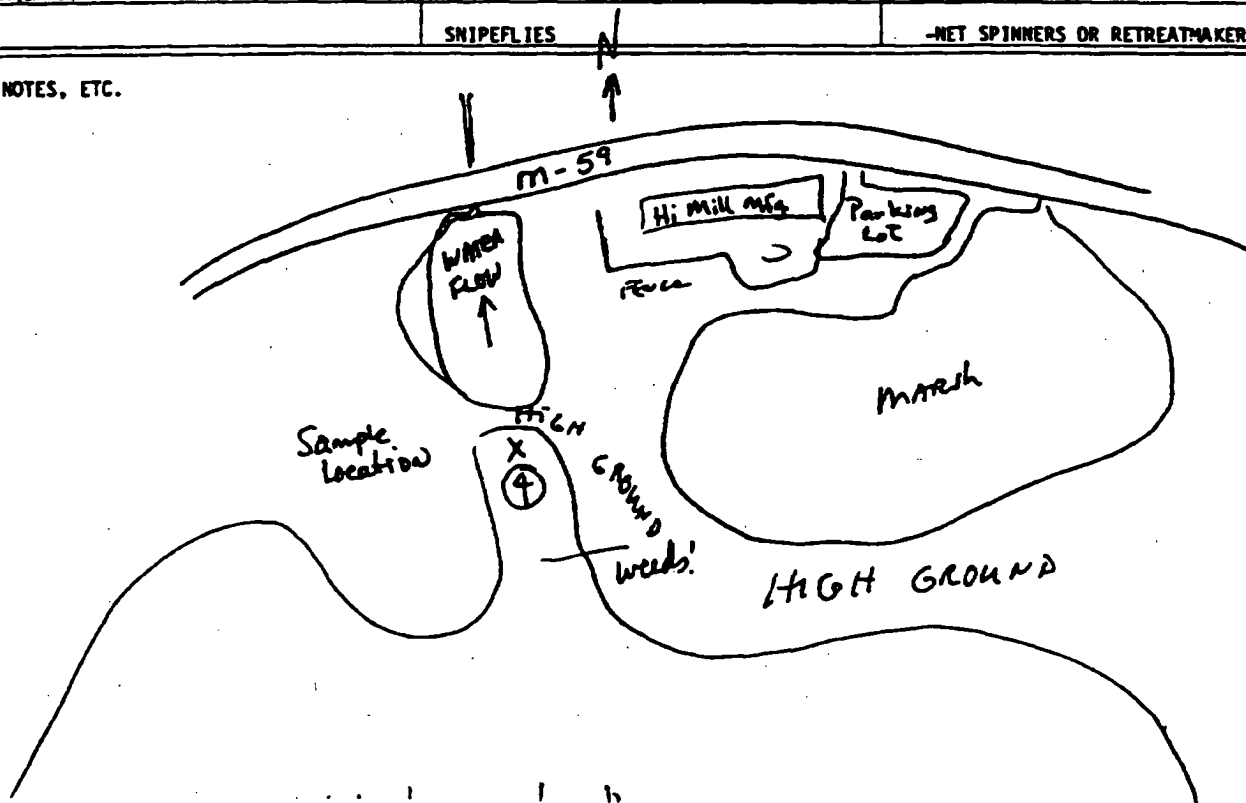 SNIPEFLIES
-NET SPINNERS OR RETREATMAKER
N
NOTES, ETC.
M-59
Hi Mill Mfg
Parking
Lot
WATER
FLOW
Fence
MARSH
HIGH
Sample
Location
X
4
GROUND
Weeds!
HIGH GROUND